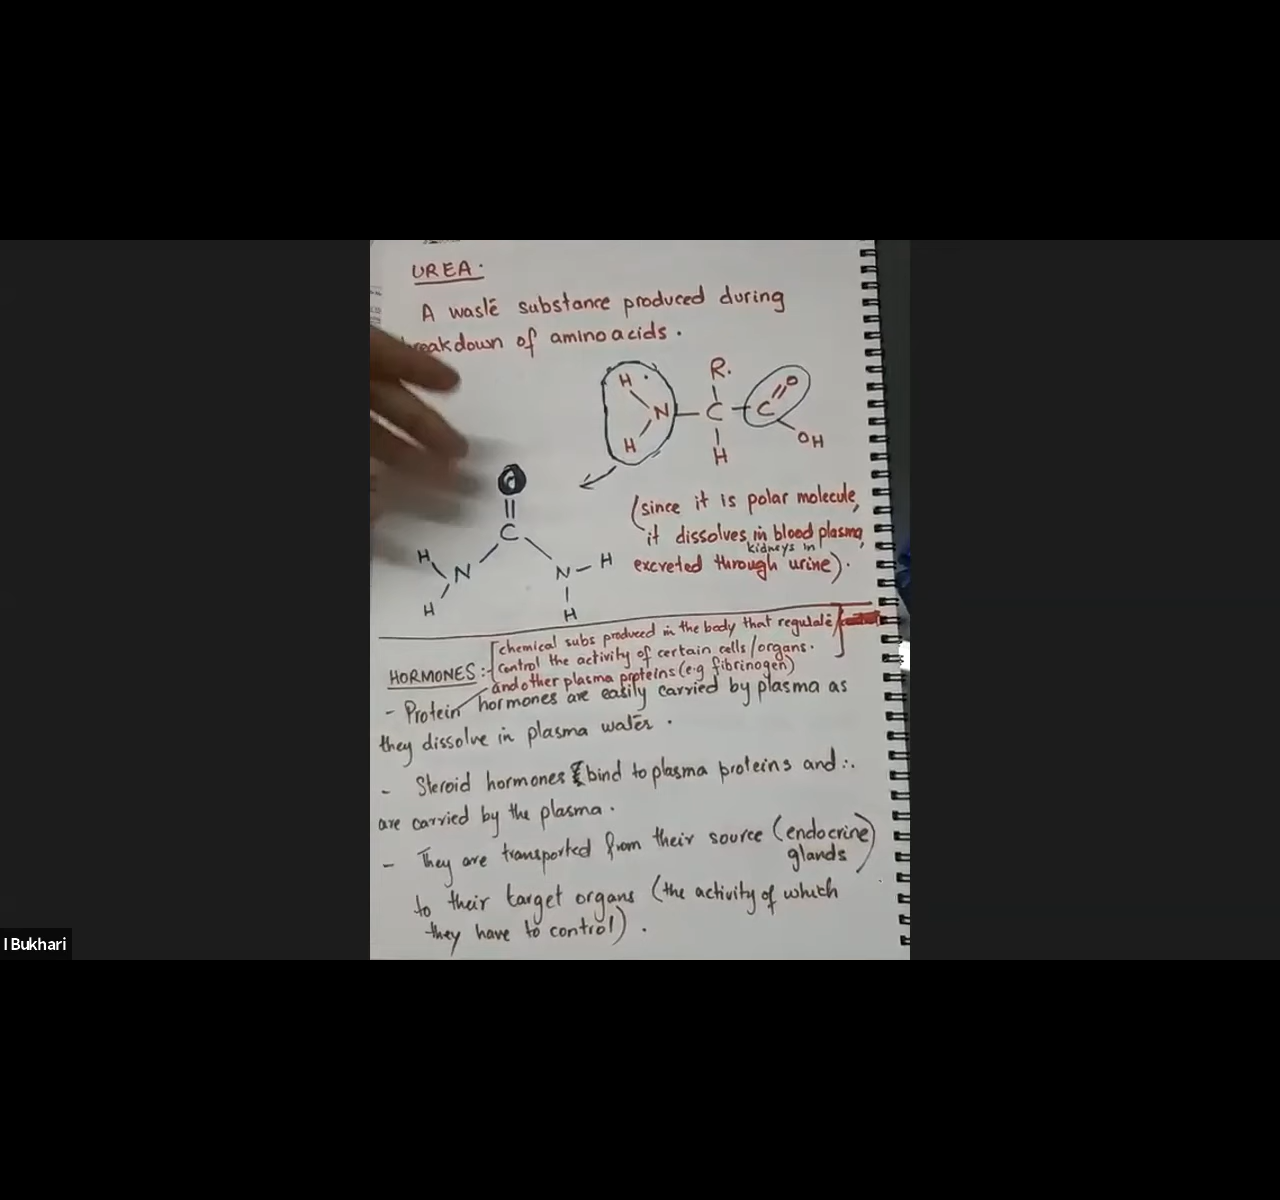 UREA.
A waste substance produced during
breakdown of amino acids.
H
R.
O
N
C
C
H
OH
H
O
(since it is polar molecule,
it dissolves in blood plasma,
kidneys in
excreted through urine).
C
H
N
H
N
H
H
[chemical subs produced in the body that regulate/
control the activity of certain cells/organs.]
HORMONES:-
and other plasma proteins (e.g fibrinogen)
- Protein hormones are easily carried by plasma as
they dissolve in plasma water.
- Steroid hormones bind to plasma proteins and ∴
are carried by the plasma.
- They are transported from their source (endocrine
glands)
to their target organs (the activity of which
they have to control).
I Bukhari